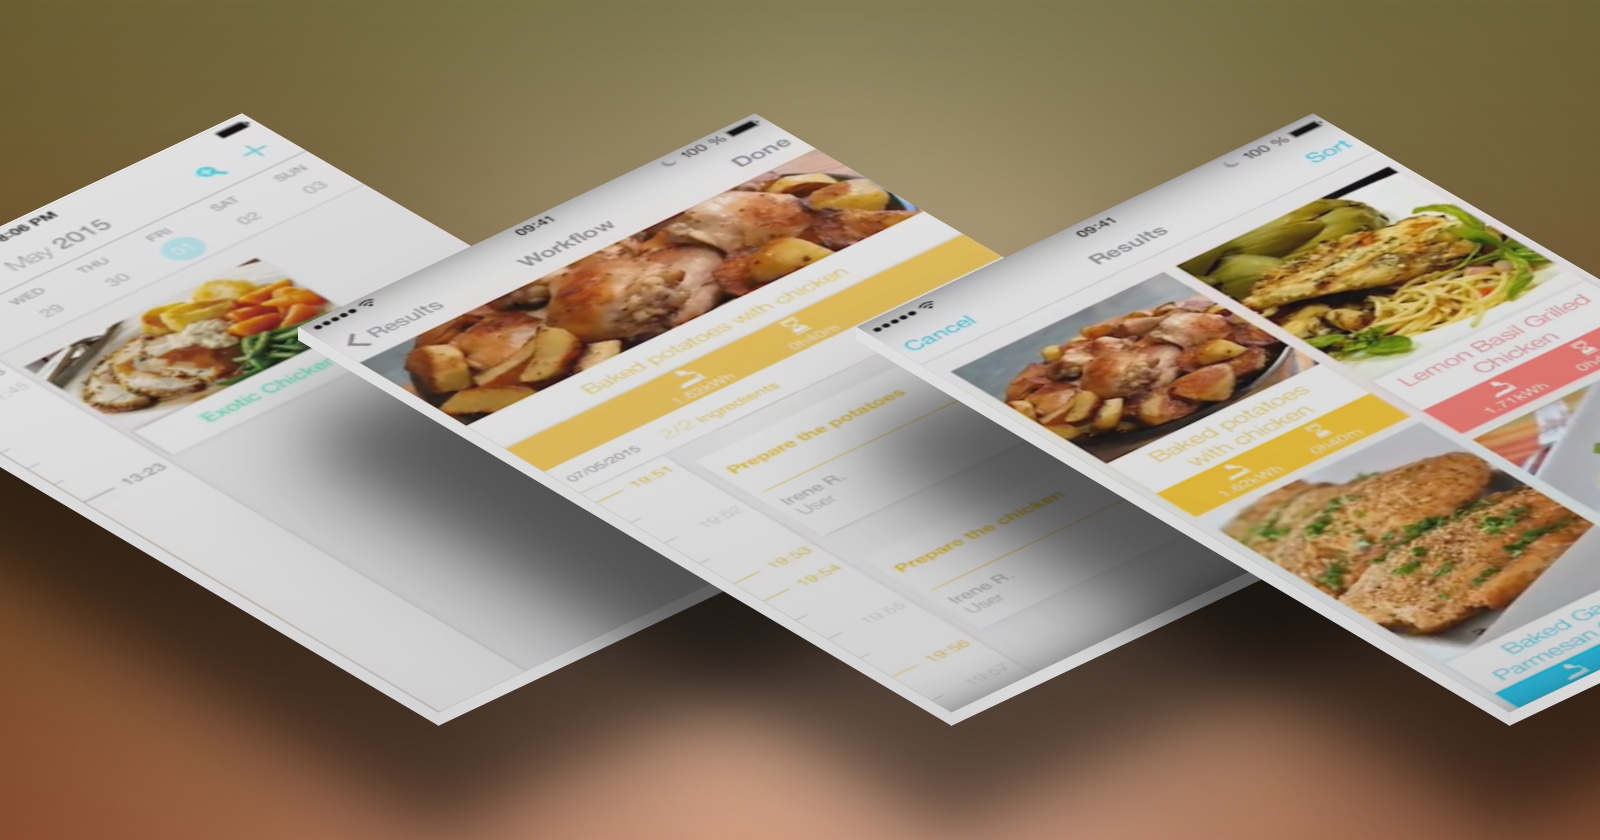 8:06 PM
May 2015
WED THU FRI SAT SUN
29 30 01 02 03
Exotic Chicken
13:23
09:41
100 %
Results
Workflow
Done
Baked potatoes with chicken
1.62kWh
0h40m
2/2 Ingredients
07/05/2015
19:51
Prepare the potatoes
Irene R.
User
19:52
19:53
19:54
Prepare the chicken
Irene R.
User
19:55
19:56
19:57
09:41
100 %
Cancel
Results
Sort
Baked potatoes
with chicken
1.62kWh
0h40m
Lemon Basil Grilled
Chicken
1.71kWh
Baked
Parmesan